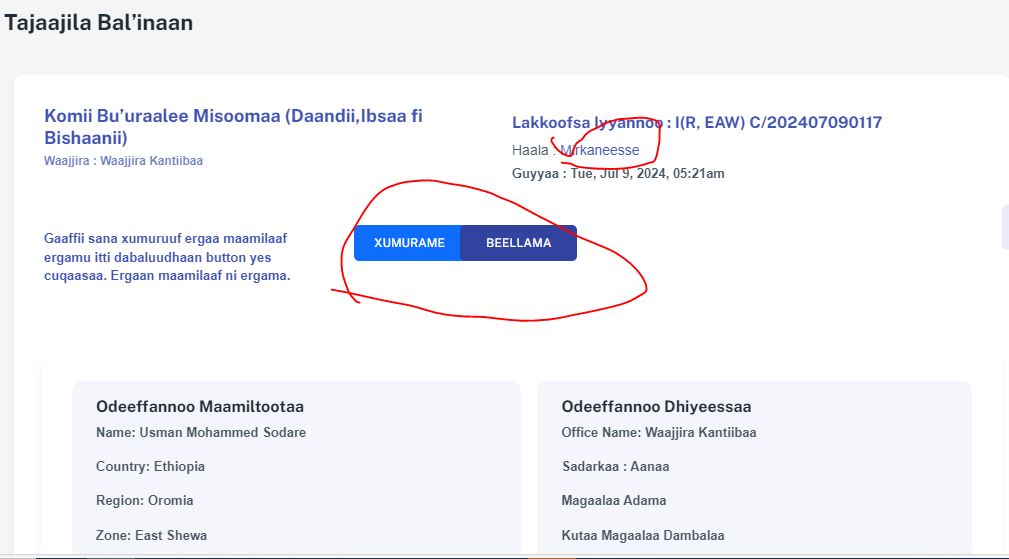 Tajaajila Bal’inaan
Komii Bu’uraalee Misoomaa (Daandii,Ibsaa fi
Bishaanii)
Waajjira : Waajjira Kantiibaa
Lakkoofsa Iyyannoo : I(R, EAW) C/202407090117
Haala : Mirkaneesse
Guyyaa : Tue, Jul 9, 2024, 05:21am
Gaaffii sana xumuruuf ergaa maamilaaf
ergamu itti dabaluudhaan button yes
cuqaasaa. Ergaan maamilaaf ni ergama.
XUMURAME
BEELLAMA
Odeeffannoo Maamiltootaa
Name: Usman Mohammed Sodare
Country: Ethiopia
Region: Oromia
Zone: East Shewa
Odeeffannoo Dhiyeessaa
Office Name: Waajjira Kantiibaa
Sadarkaa : Aanaa
Magaalaa Adama
Kutaa Magaalaa Dambalaa